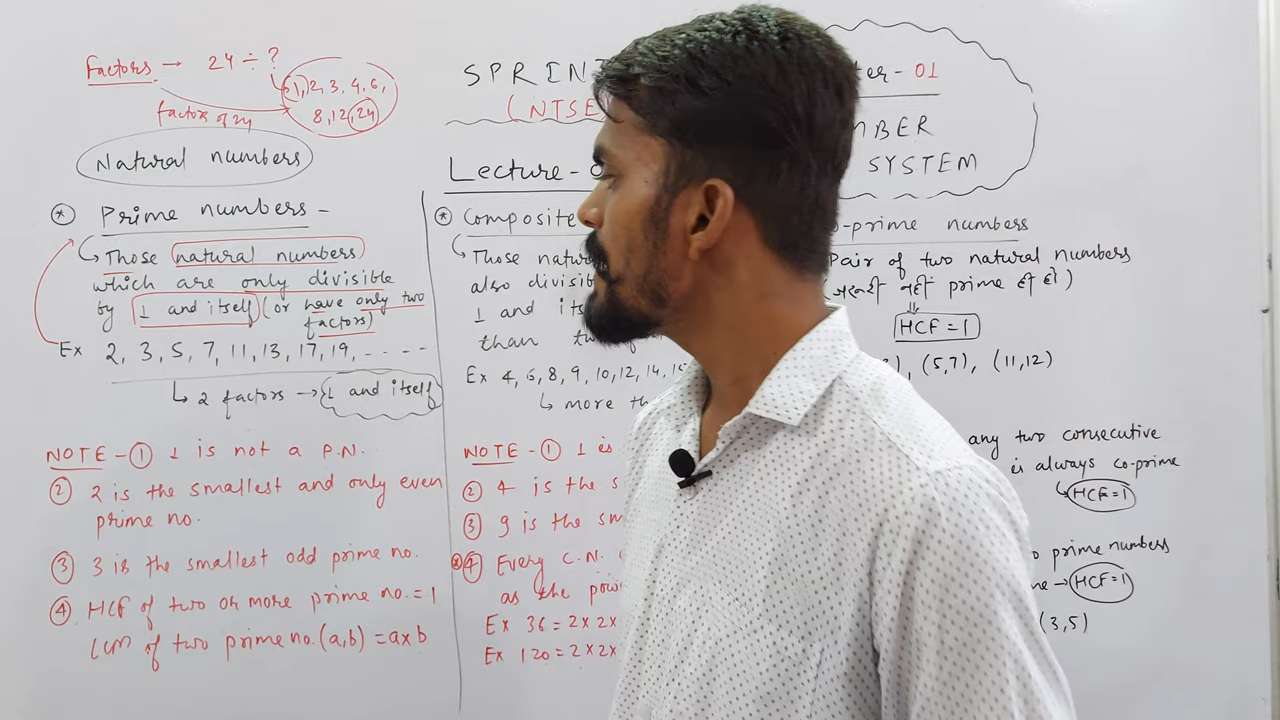 Factors → 24 ÷ ?
1, 2, 3, 4, 6,
8, 12, 24
factors of 24
Natural numbers
SPRINT
(NTSE
ter- 01
MBER
SYSTEM
Lecture-
* Prime numbers -
Those natural numbers
which are only divisible
by 1 and itself (or have only two
factors)
Ex 2, 3, 5, 7, 11, 13, 17, 19, - - - -
2 factors → 1 and itself
NOTE - ① 1 is not a P.N.
② 2 is the smallest and only even
prime no.
③ 3 is the smallest odd prime no.
④ HCF of two or more prime no. = 1
LCM of two prime no. (a,b) = a×b
* Composite
Those natu
also divisib
1 and its
than tw
Ex 4, 6, 8, 9, 10, 12, 14, 15
more th
NOTE - ① 1 is
② 4 is the s
③ 9 is the sm
④ Every C.N.
as the
Ex 36 = 2×2×
Ex 120 = 2×2×
o-prime numbers
Pair of two natural numbers
(जरूरी नहीं prime ही हो)
⇓
HCF = 1
), (5,7), (11,12)
any two consecutive
is always co-prime
HCF = 1
o prime numbers
me → HCF = 1
(3,5)